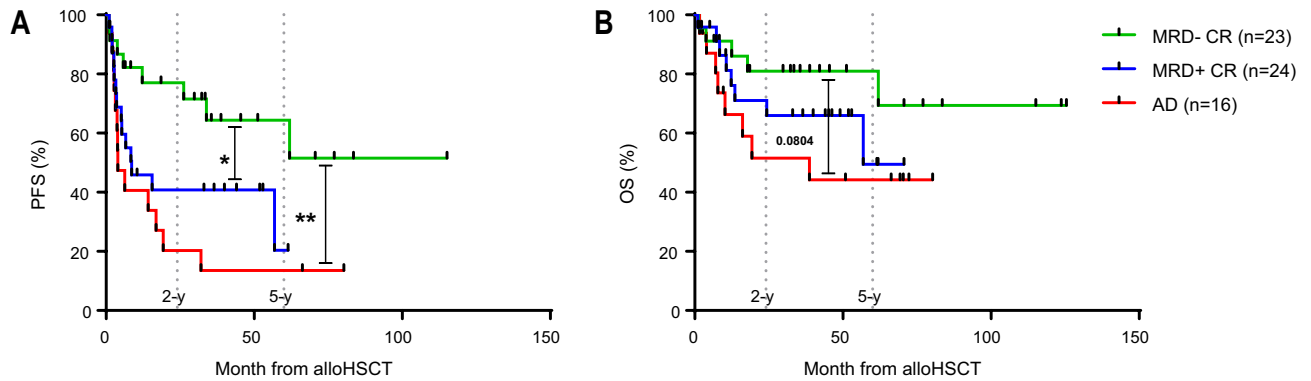 A
PFS (%)
100
80
60
40
20
0
*
**
2-y
5-y
0
50
100
150
Month from alloHSCT
B
OS (%)
100
80
60
40
20
0
0.0804
2-y
5-y
0
50
100
150
Month from alloHSCT
MRD- CR (n=23)
MRD+ CR (n=24)
AD (n=16)